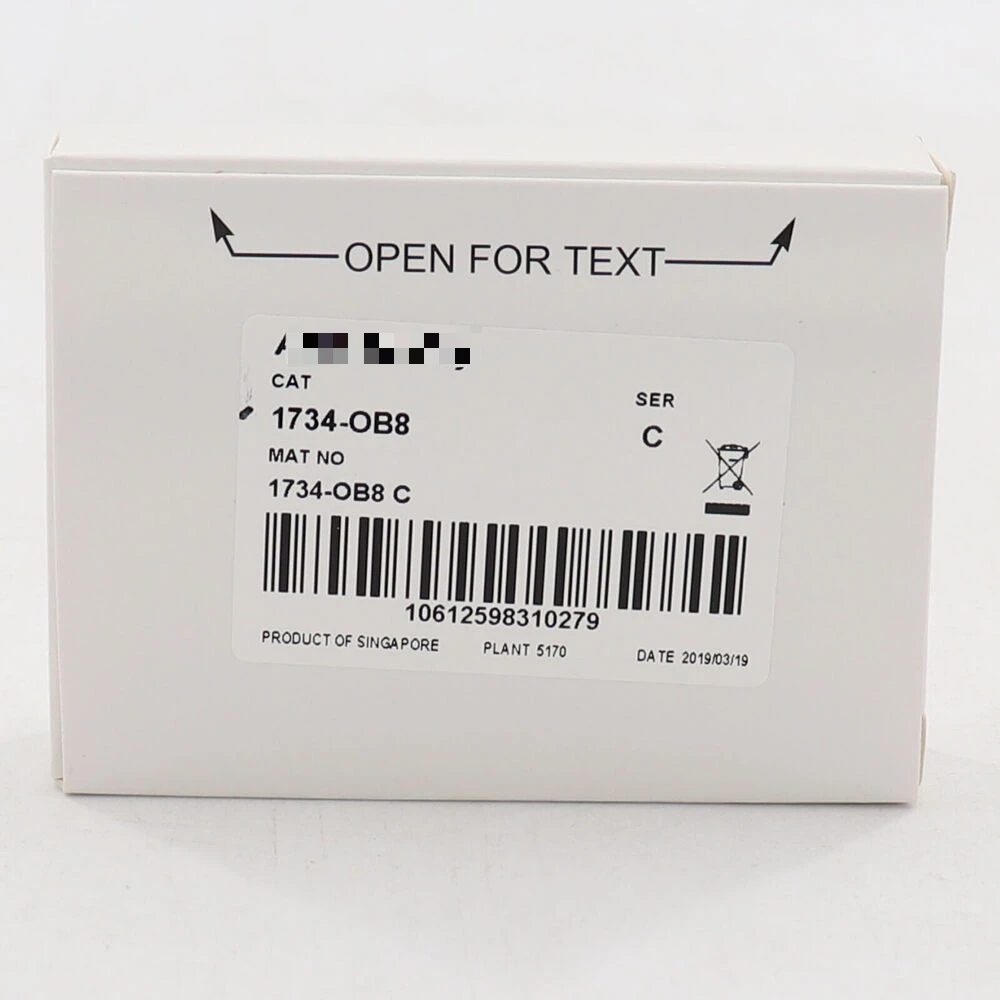 OPEN FOR TEXT
CAT
SER
1734-OB8
C
MAT NO
1734-OB8 C
10612598310279
PRODUCT OF SINGAPORE PLANT 5170 DATE 2019/03/19